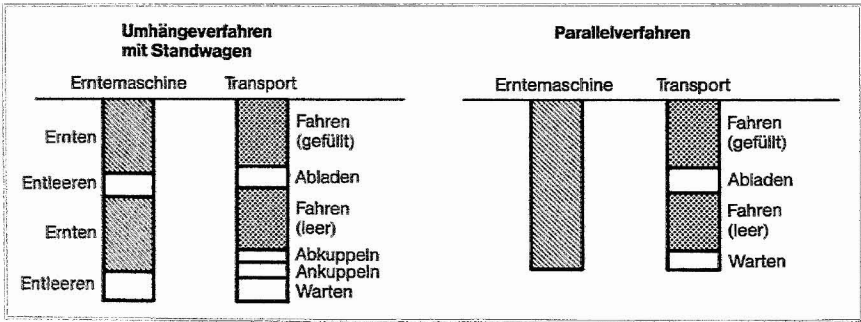 Umhängeverfahren
mit Standwagen
Erntemaschine Transport
Ernten
Entleeren
Ernten
Entleeren
Fahren
(gefüllt)
Abladen
Fahren
(leer)
Abkuppeln
Ankuppeln
Warten
Parallelverfahren
Erntemaschine Transport
Fahren
(gefüllt)
Abladen
Fahren
(leer)
Warten